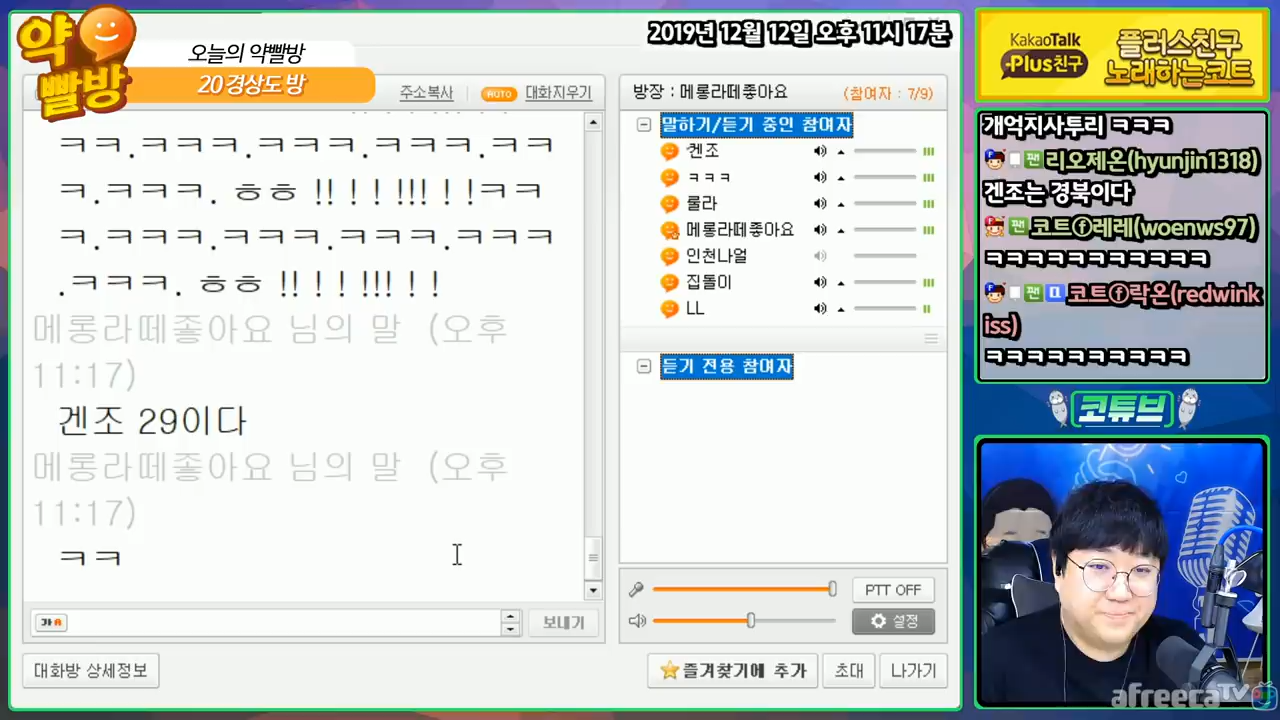 약빨방
오늘의 약빨방
20 경상도 방
2019년 12월 12일 오후 11시 17분
주소복사
AUTO
대화지우기
ㅋㅋ.ㅋㅋㅋ.ㅋㅋㅋ.ㅋㅋㅋ.ㅋㅋ
ㅋ.ㅋㅋㅋ. ㅎㅎ !! ! ! !!! ! !ㅋㅋ
ㅋ.ㅋㅋㅋ.ㅋㅋㅋ.ㅋㅋㅋ.ㅋㅋㅋ
.ㅋㅋㅋ. ㅎㅎ !! ! ! !!! ! !
메롱라떼좋아요 님의 말 (오후
11:17)
겐조 29이다
메롱라떼좋아요 님의 말 (오후
11:17)
ㅋㅋ
가A
보내기
대화방 상세정보
방장 : 메롱라떼좋아요
(참여자 : 7/9)
말하기/듣기 중인 참여자
겐조
ㅋㅋㅋ
룰라
메롱라떼좋아요
인천나얼
집돌이
LL
듣기 전용 참여자
PTT OFF
설정
즐겨찾기에 추가
초대
나가기
KakaoTalk
Plus친구
플러스친구
노래하는코트
개억지사투리 ㅋㅋㅋ
팬 리오제온(hyunjin1318)
겐조는 경북이다
팬 코트ⓕ레레(woenws97)
ㅋㅋㅋㅋㅋㅋㅋㅋㅋㅋㅋ
팬 코트ⓕ락온(redwink
iss)
ㅋㅋㅋㅋㅋㅋㅋㅋㅋㅋ
코튜브
afreecaTV